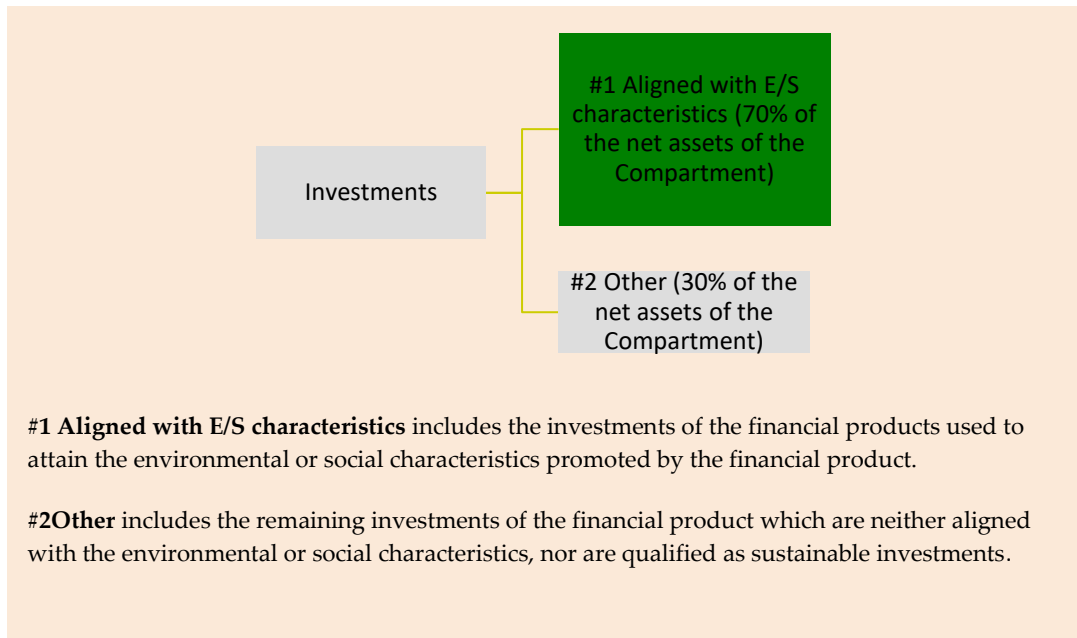 #1 Aligned with E/S
characteristics (70% of
the net assets of the
Compartment)
Investments
#2 Other (30% of the
net assets of the
Compartment)
#1 Aligned with E/S characteristics includes the investments of the financial products used to
attain the environmental or social characteristics promoted by the financial product.
#2Other includes the remaining investments of the financial product which are neither aligned
with the environmental or social characteristics, nor are qualified as sustainable investments.